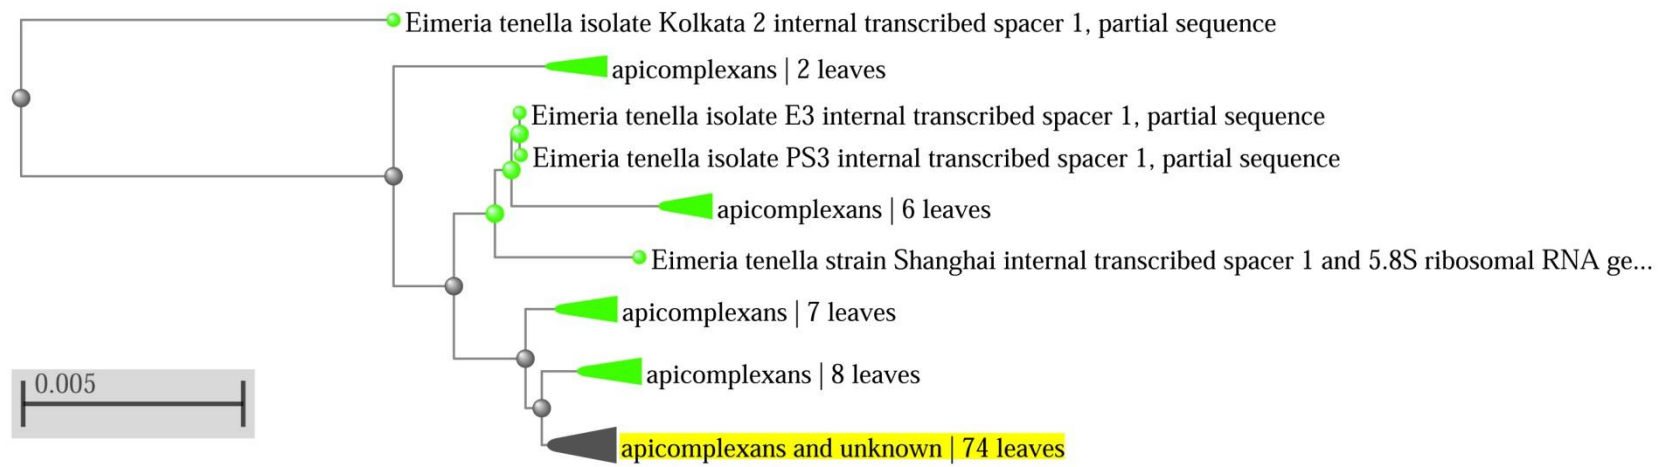 Eimeria tenella isolate Kolkata 2 internal transcribed spacer 1, partial sequence
apicomplexans | 2 leaves
Eimeria tenella isolate E3 internal transcribed spacer 1, partial sequence
Eimeria tenella isolate PS3 internal transcribed spacer 1, partial sequence
apicomplexans | 6 leaves
Eimeria tenella strain Shanghai internal transcribed spacer 1 and 5.8S ribosomal RNA ge...
apicomplexans | 7 leaves
apicomplexans | 8 leaves
0.005
apicomplexans and unknown | 74 leaves